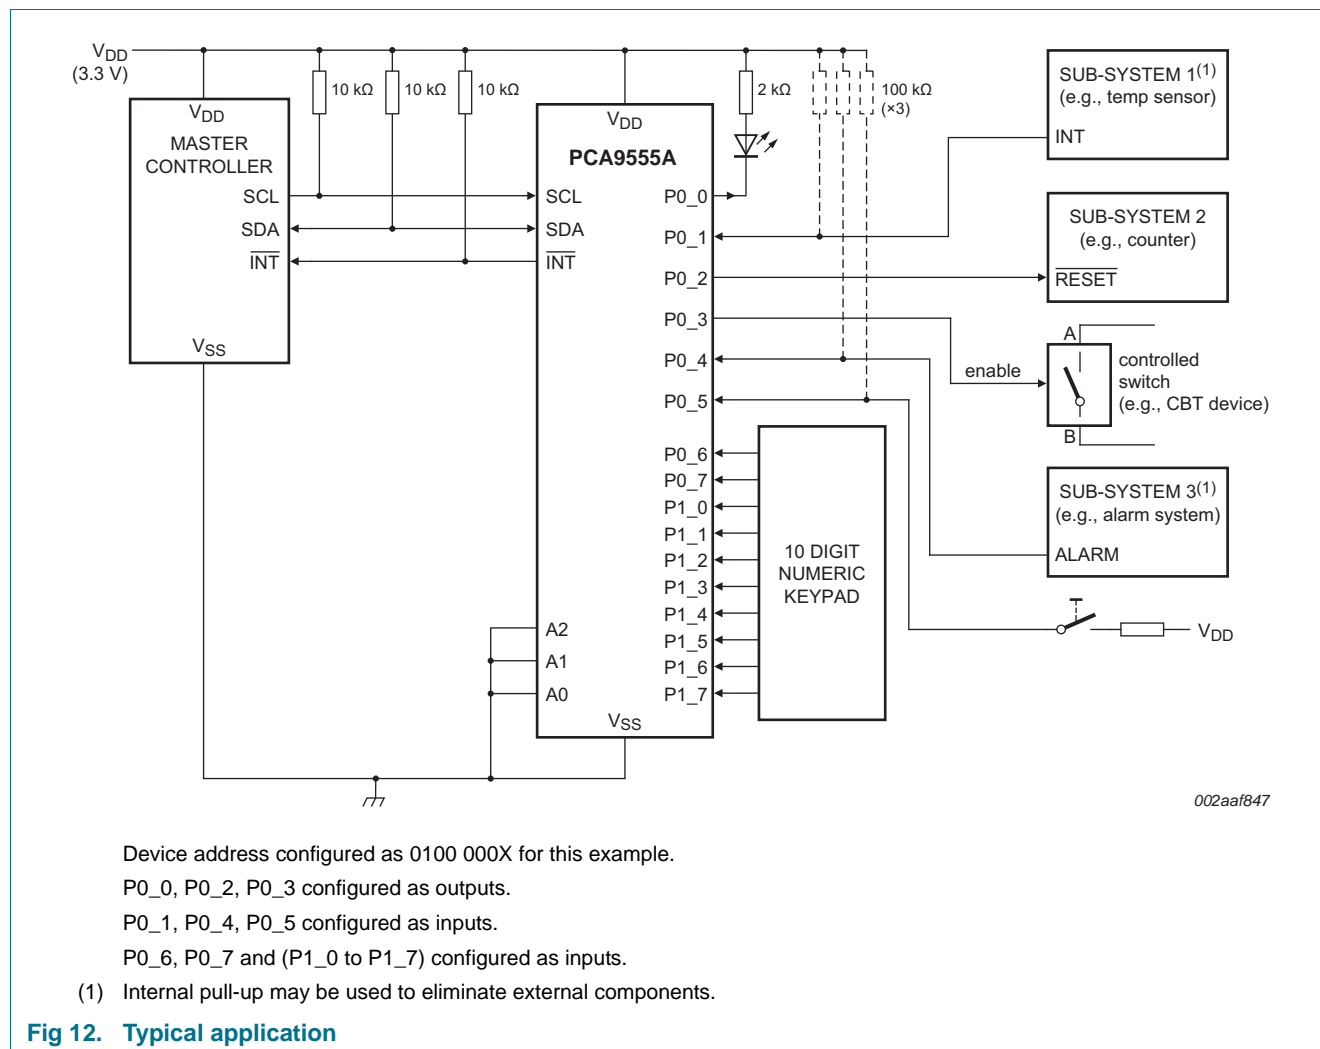 VDD
(3.3 V)
10 kΩ
10 kΩ
10 kΩ
2 kΩ
100 kΩ
(×3)
VDD
MASTER
CONTROLLER
SCL
SDA
INT
VSS
VDD
PCA9555A
SCL
SDA
INT
A2
A1
A0
VSS
P0_0
P0_1
P0_2
P0_3
P0_4
P0_5
P0_6
P0_7
P1_0
P1_1
P1_2
P1_3
P1_4
P1_5
P1_6
P1_7
10 DIGIT
NUMERIC
KEYPAD
SUB-SYSTEM 1(1)
(e.g., temp sensor)
INT
SUB-SYSTEM 2
(e.g., counter)
RESET
A
enable
controlled
switch
(e.g., CBT device)
B
SUB-SYSTEM 3(1)
(e.g., alarm system)
ALARM
VDD
002aaf847
Device address configured as 0100 000X for this example.
P0_0, P0_2, P0_3 configured as outputs.
P0_1, P0_4, P0_5 configured as inputs.
P0_6, P0_7 and (P1_0 to P1_7) configured as inputs.
(1) Internal pull-up may be used to eliminate external components.
Fig 12. Typical application